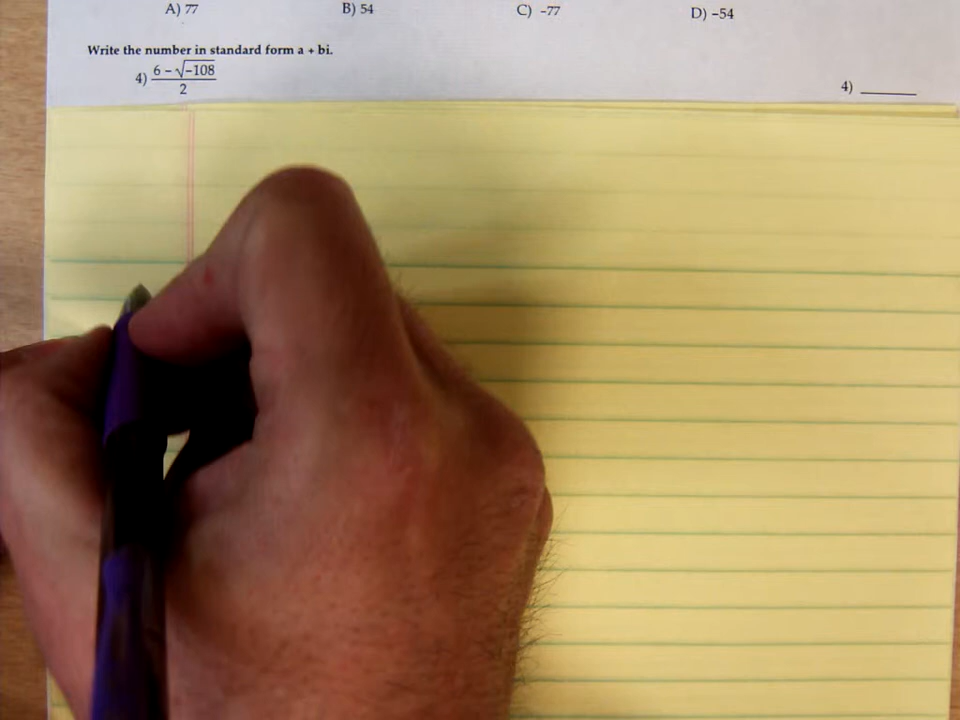 A) 77 B) 54 C) -77 D) -54
Write the number in standard form a + bi.
4) (6 - √-108)/2
4) ______